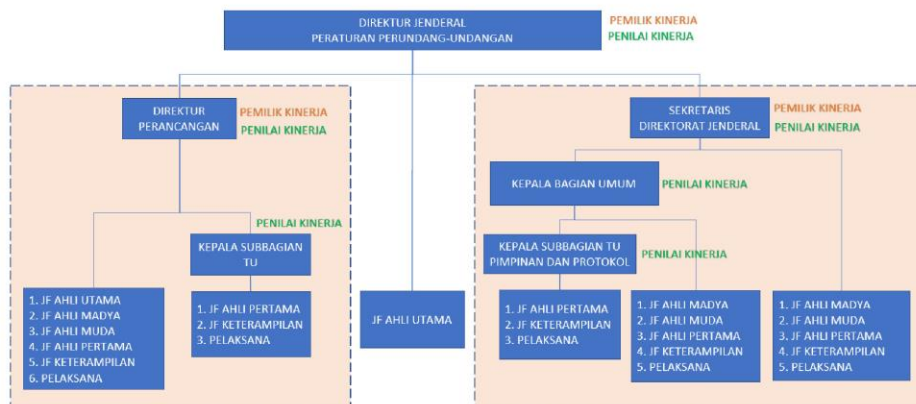 DIREKTUR JENDERAL
PERATURAN PERUNDANG-UNDANGAN
PEMILIK KINERJA
PENILAI KINERJA
DIREKTUR
PERANCANGAN
PEMILIK KINERJA
PENILAI KINERJA
SEKRETARIS
DIREKTORAT JENDERAL
PEMILIK KINERJA
PENILAI KINERJA
KEPALA BAGIAN UMUM
PENILAI KINERJA
PENILAI KINERJA
KEPALA SUBBAGIAN
TU
KEPALA SUBBAGIAN TU
PIMPINAN DAN PROTOKOL
PENILAI KINERJA
1. JF AHLI UTAMA
2. JF AHLI MADYA
3. JF AHLI MUDA
4. JF AHLI PERTAMA
5. JF KETERAMPILAN
6. PELAKSANA
1. JF AHLI PERTAMA
2. JF KETERAMPILAN
3. PELAKSANA
JF AHLI UTAMA
1. JF AHLI PERTAMA
2. JF KETERAMPILAN
3. PELAKSANA
1. JF AHLI MADYA
2. JF AHLI MUDA
3. JF AHLI PERTAMA
4. JF KETERAMPILAN
5. PELAKSANA
1. JF AHLI MADYA
2. JF AHLI MUDA
3. JF AHLI PERTAMA
4. JF KETERAMPILAN
5. PELAKSANA